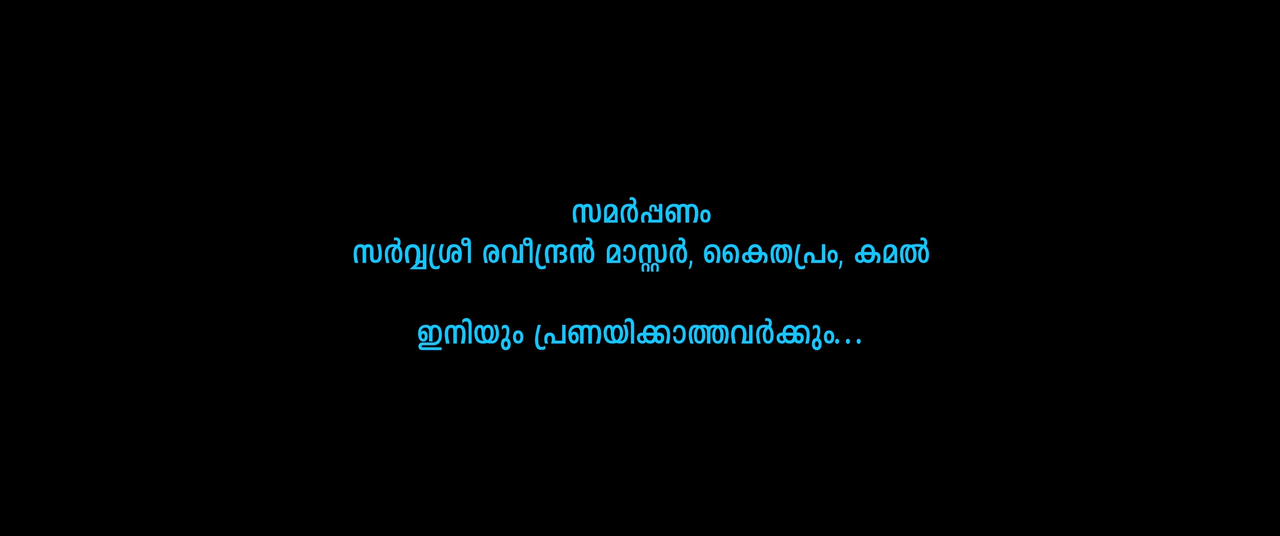 സമർപ്പണം
സർവ്വശ്രീ രവീന്ദ്രൻ മാസ്റ്റർ, കൈതപ്രം, കമൽ
ഇനിയും പ്രണയിക്കാത്തവർക്കും...